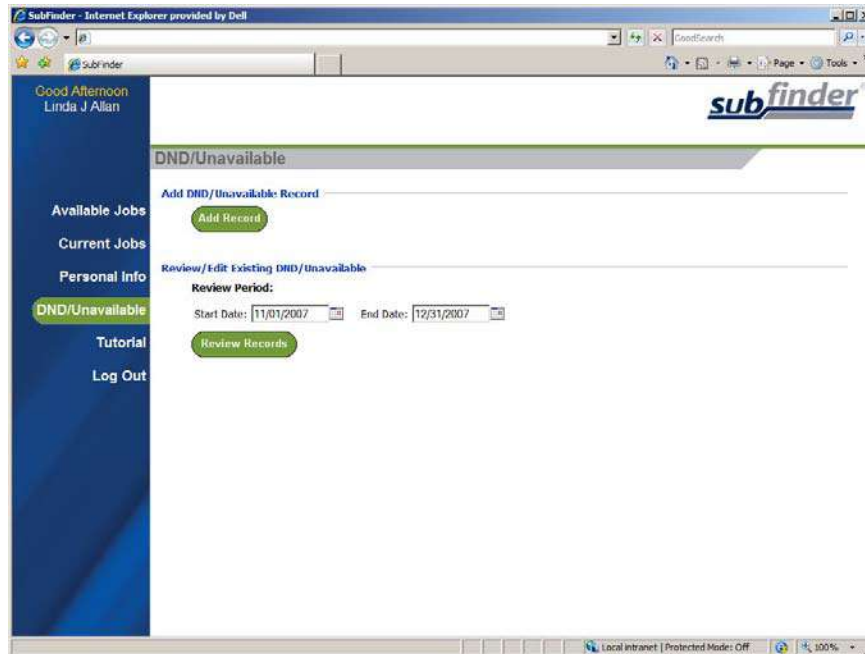 SubFinder - Internet Explorer provided by Dell
GoodSearch
SubFinder
Page
Tools
Good Afternoon
Linda J Allan
subfinder
DND/Unavailable
Add DND/Unavailable Record
Available Jobs
Add Record
Current Jobs
Personal Info
Review/Edit Existing DND/Unavailable
Review Period:
DND/Unavailable
Start Date: 11/01/2007 End Date: 12/31/2007
Tutorial
Review Records
Log Out
Local intranet | Protected Mode: Off 100%